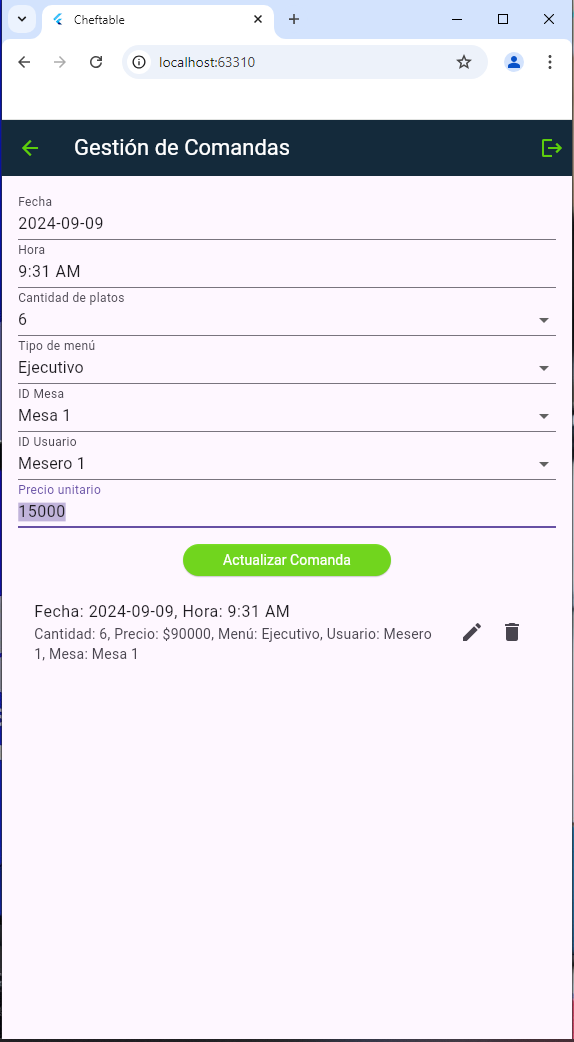 Cheftable
localhost:63310
Gestión de Comandas
Fecha
2024-09-09
Hora
9:31 AM
Cantidad de platos
6
Tipo de menú
Ejecutivo
ID Mesa
Mesa 1
ID Usuario
Mesero 1
Precio unitario
15000
Actualizar Comanda
Fecha: 2024-09-09, Hora: 9:31 AM
Cantidad: 6, Precio: $90000, Menú: Ejecutivo, Usuario: Mesero
1, Mesa: Mesa 1